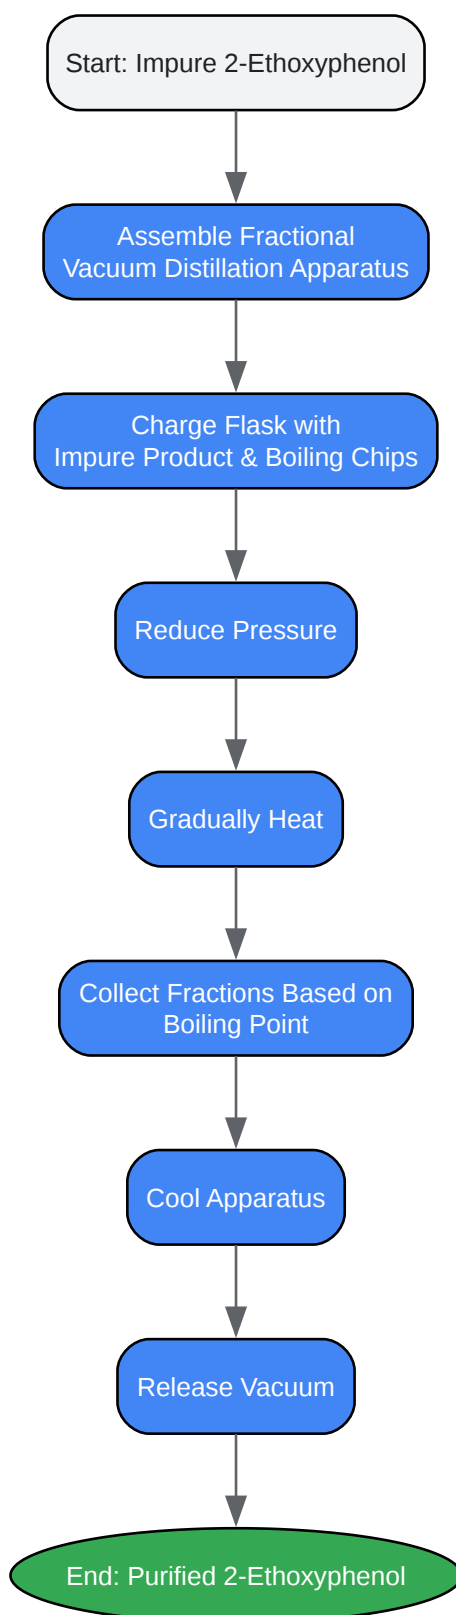 Start: Impure 2-Ethoxyphenol
Assemble Fractional
Vacuum Distillation Apparatus
Charge Flask with
Impure Product & Boiling Chips
Reduce Pressure
Gradually Heat
Collect Fractions Based on
Boiling Point
Cool Apparatus
Release Vacuum
End: Purified 2-Ethoxyphenol